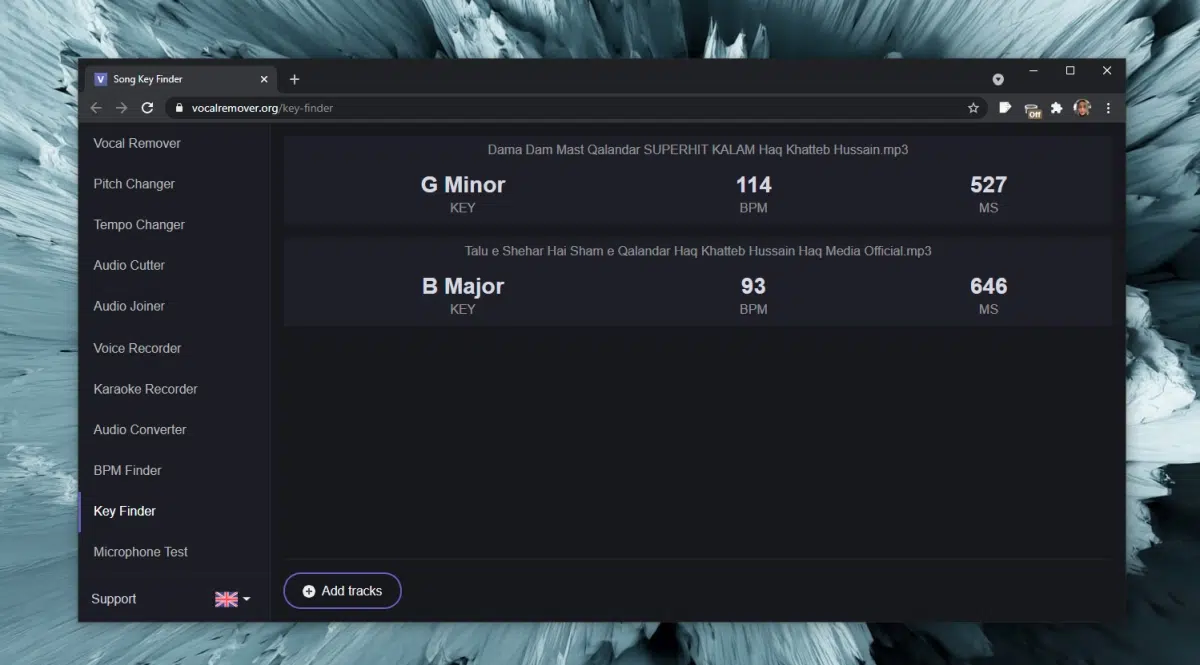 V Song Key Finder
vocalremover.org/key-finder
Off
Vocal Remover
Pitch Changer
Tempo Changer
Audio Cutter
Audio Joiner
Voice Recorder
Karaoke Recorder
Audio Converter
BPM Finder
Key Finder
Microphone Test
Support
Dama Dam Mast Qalandar SUPERHIT KALAM Haq Khatteb Hussain.mp3
G Minor 114 527
KEY BPM MS
Talu e Shehar Hai Sham e Qalandar Haq Khatteb Hussain Haq Media Official.mp3
B Major 93 646
KEY BPM MS
Add tracks